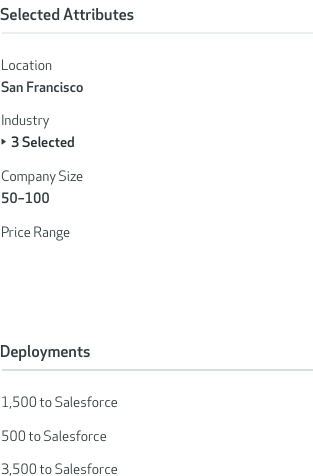 Selected Attributes
Location
San Francisco
Industry
3 Selected
Company Size
50–100
Price Range
Deployments
1,500 to Salesforce
500 to Salesforce
3,500 to Salesforce